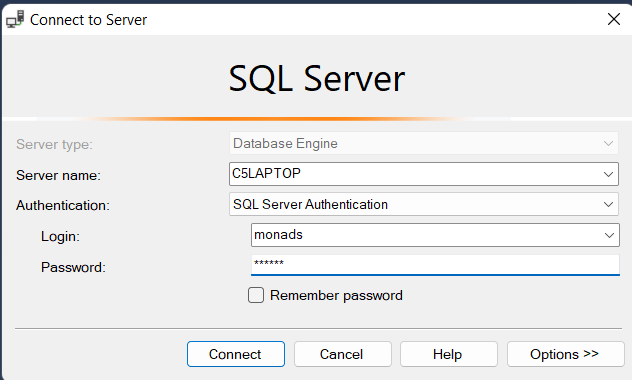 Connect to Server
SQL Server
Server type: Database Engine
Server name: C5LAPTOP
Authentication: SQL Server Authentication
Login: monads
Password: ******
Remember password
Connect Cancel Help Options >>